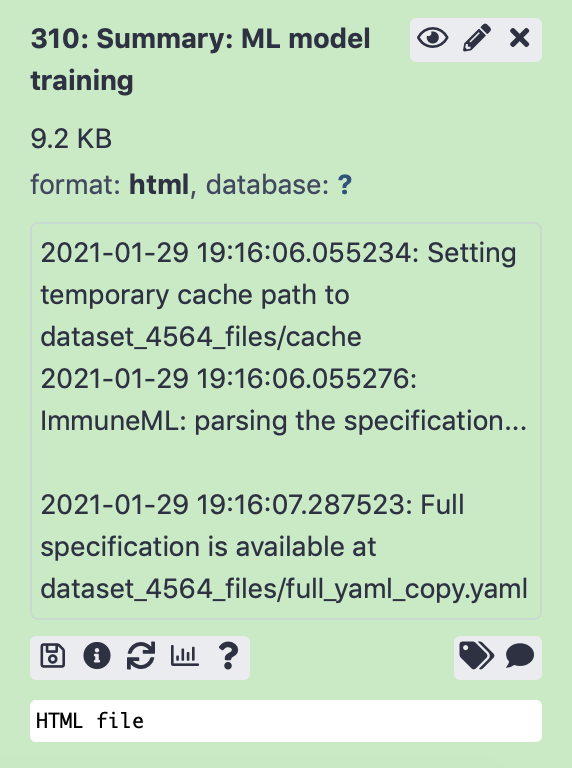 310: Summary: ML model
training
9.2 KB
format: html, database: ?
2021-01-29 19:16:06.055234: Setting
temporary cache path to
dataset_4564_files/cache
2021-01-29 19:16:06.055276:
ImmuneML: parsing the specification...
2021-01-29 19:16:07.287523: Full
specification is available at
dataset_4564_files/full_yaml_copy.yaml
HTML file